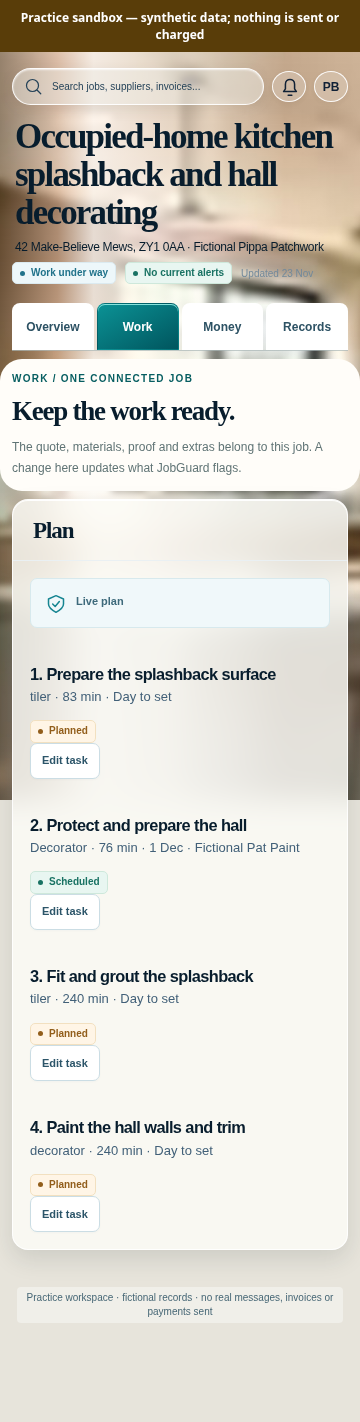 Practice sandbox — synthetic data; nothing is sent or
charged
Search jobs, suppliers, invoices...
PB
Occupied-home kitchen
splashback and hall
decorating
42 Make-Believe Mews, ZY1 0AA · Fictional Pippa Patchwork
Work under way
No current alerts
Updated 23 Nov
Overview
Work
Money
Records
WORK / ONE CONNECTED JOB
Keep the work ready.
The quote, materials, proof and extras belong to this job. A
change here updates what JobGuard flags.
Plan
Live plan
1. Prepare the splashback surface
tiler · 83 min · Day to set
Planned
Edit task
2. Protect and prepare the hall
Decorator · 76 min · 1 Dec · Fictional Pat Paint
Scheduled
Edit task
3. Fit and grout the splashback
tiler · 240 min · Day to set
Planned
Edit task
4. Paint the hall walls and trim
decorator · 240 min · Day to set
Planned
Edit task
Practice workspace · fictional records · no real messages, invoices or
payments sent